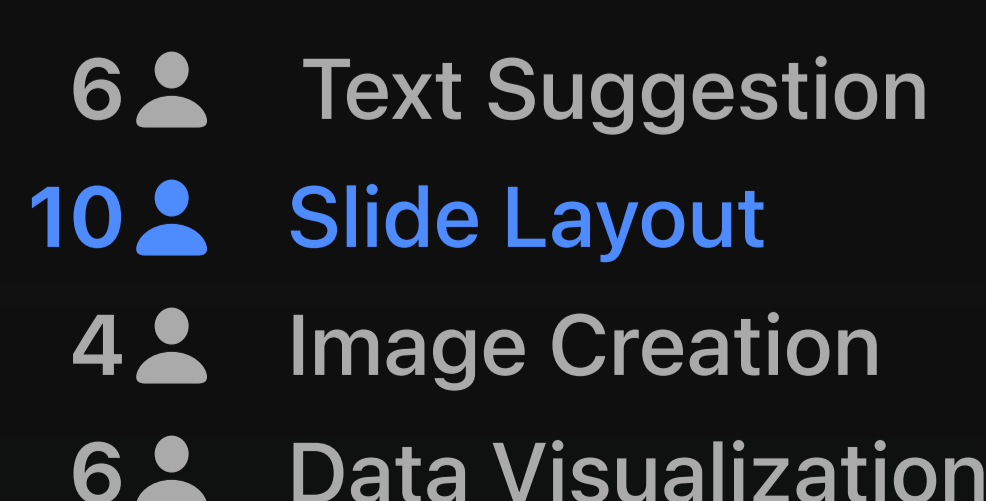 6 Text Suggestion
10 Slide Layout
4 Image Creation
6 Data Visualization